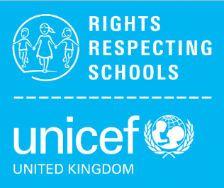 RIGHTS
RESPECTING
SCHOOLS
unicef
UNITED KINGDOM